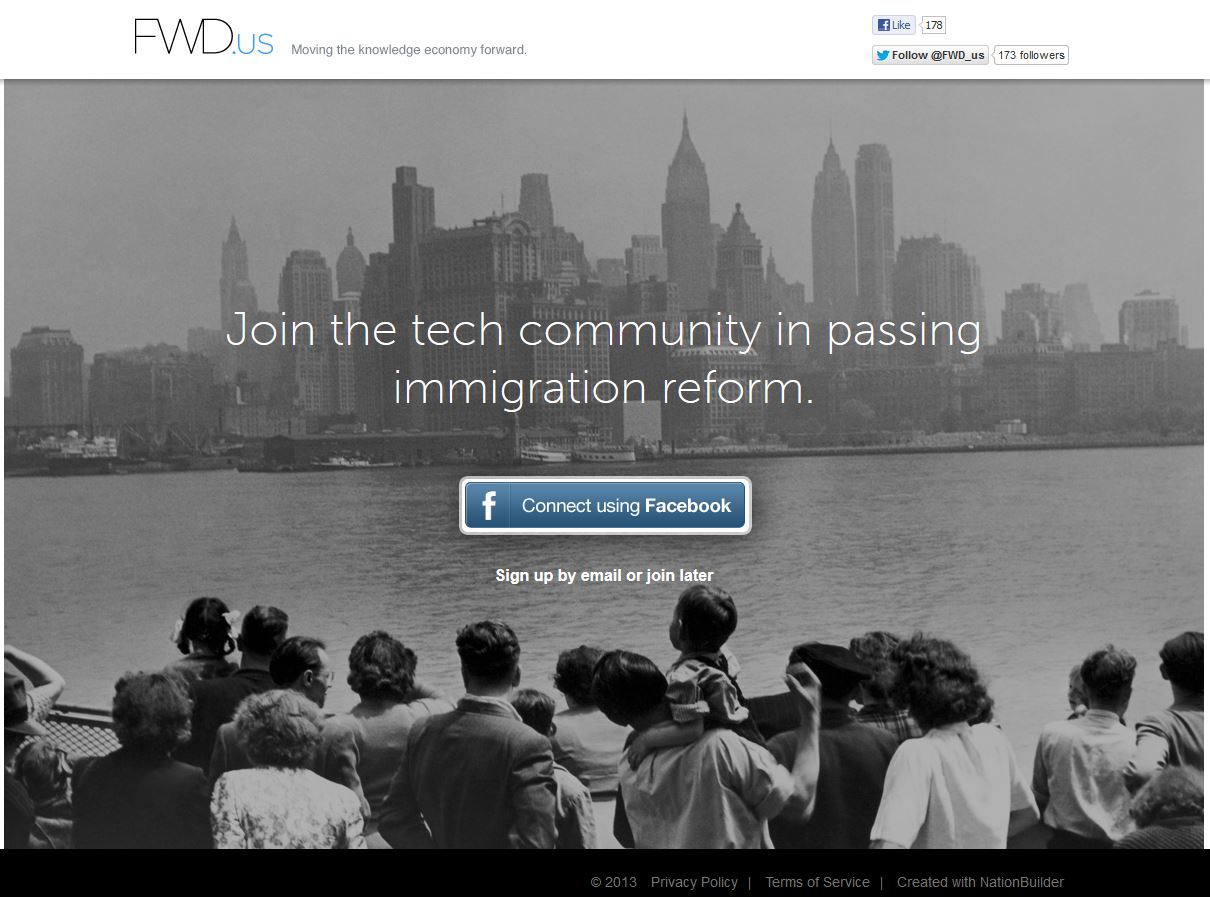 FWD.us Moving the knowledge economy forward.
Like 178
Follow @FWD_us 173 followers
Join the tech community in passing
immigration reform.
f Connect using Facebook
Sign up by email or join later
© 2013 Privacy Policy | Terms of Service | Created with NationBuilder